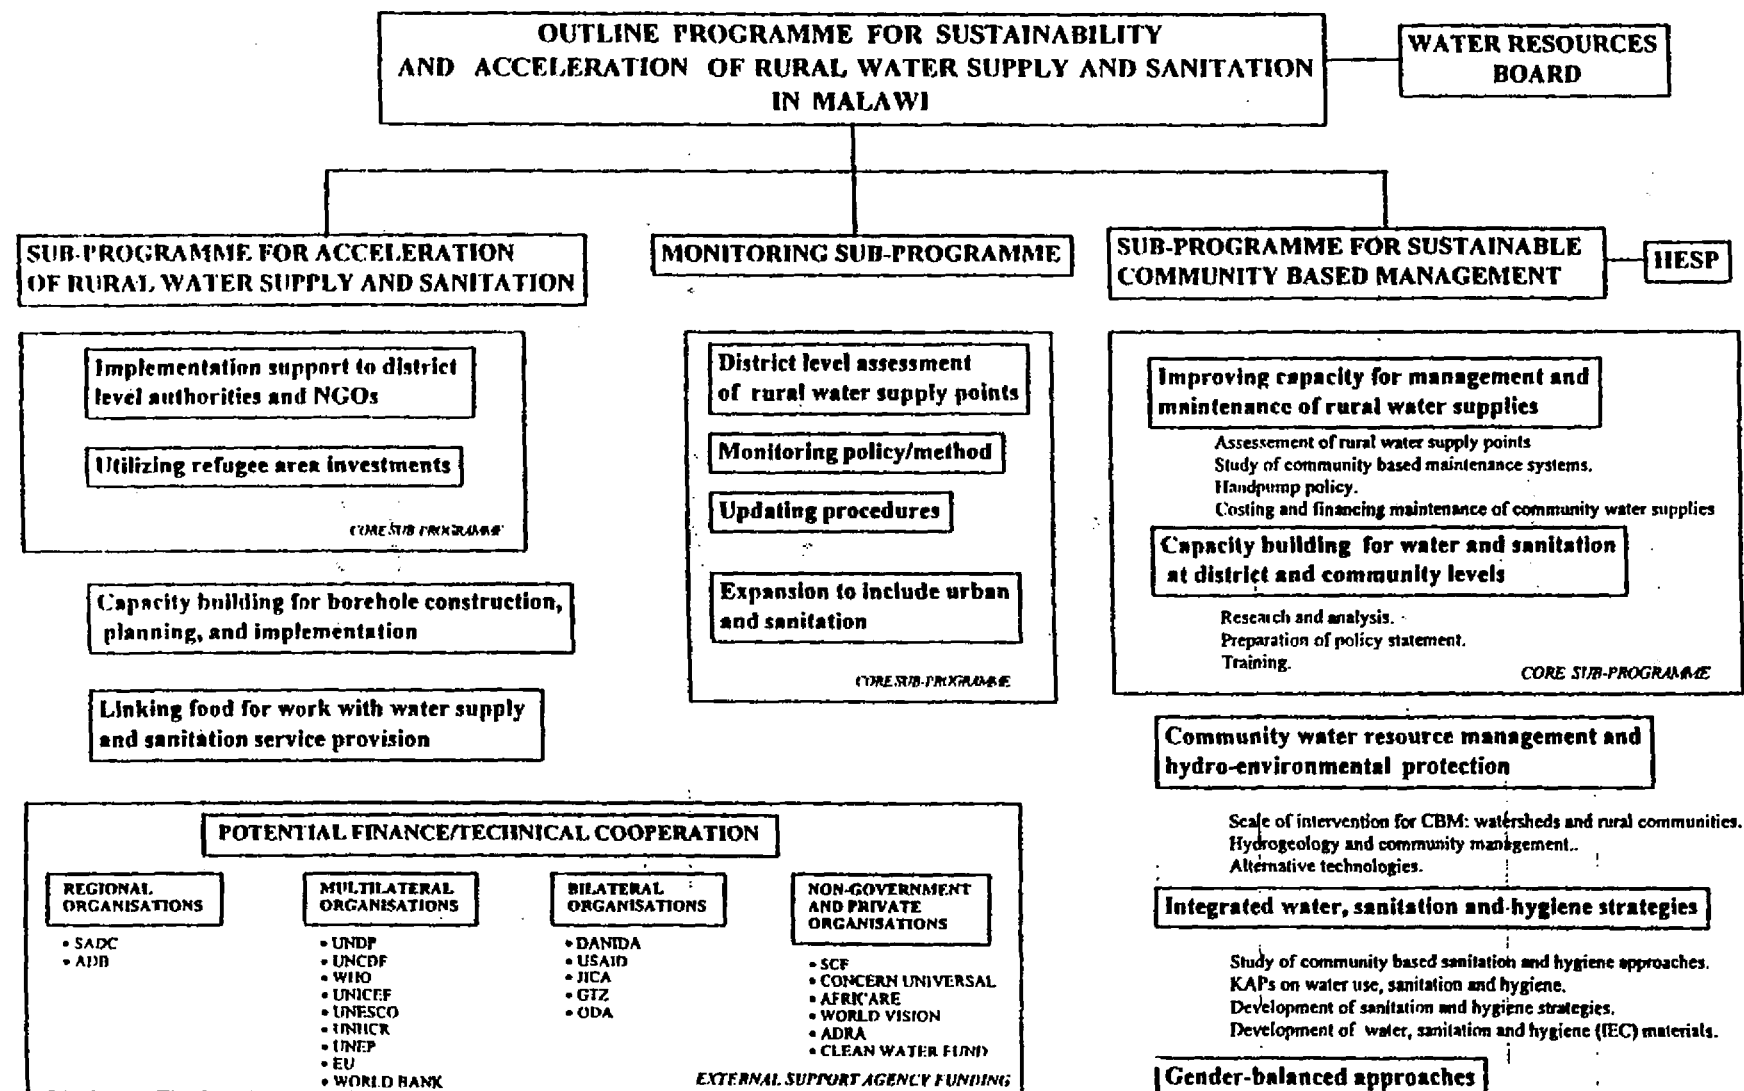 OUTLINE PROGRAMME FOR SUSTAINABILITY
AND ACCELERATION OF RURAL WATER SUPPLY AND SANITATION
IN MALAWI
WATER RESOURCES
BOARD
SUB-PROGRAMME FOR ACCELERATION
OF RURAL WATER SUPPLY AND SANITATION
MONITORING SUB-PROGRAMME
SUB-PROGRAMME FOR SUSTAINABLE
COMMUNITY BASED MANAGEMENT
HESP
Implementation support to district
level authorities and NGOs
Utilizing refugee area investments
CORE SUB PROGRAMME
Capacity building for borehole construction,
planning, and implementation
Linking food for work with water supply
and sanitation service provision
District level assessment
of rural water supply points
Monitoring policy/method
Updating procedures
Expansion to include urban
and sanitation
CORE SUB-PROGRAMME
Improving capacity for management and
maintenance of rural water supplies
Assessement of rural water supply points
Study of community based maintenance systems.
Handpump policy.
Costing and financing maintenance of community water supplies
Capacity building for water and sanitation
at district and community levels
Research and analysis.
Preparation of policy statement.
Training.
CORE SUB-PROGRAMME
Community water resource management and
hydro-environmental protection
Scale of intervention for CBM: watersheds and rural communities.
Hydrogeology and community management..
Alternative technologies.
Integrated water, sanitation and hygiene strategies
Study of community based sanitation and hygiene approaches.
KAPs on water use, sanitation and hygiene.
Development of sanitation and hygiene strategies.
Development of water, sanitation and hygiene (IEC) materials.
Gender-balanced approaches
POTENTIAL FINANCE/TECHNICAL COOPERATION
REGIONAL
ORGANISATIONS
• SADC
• ADB
MULTILATERAL
ORGANISATIONS
• UNDP
• UNCDF
• WHO
• UNICEF
• UNESCO
• UNHCR
• UNEP
• EU
• WORLD BANK
BILATERAL
ORGANISATIONS
• DANIDA
• USAID
• JICA
• GTZ
• ODA
NON-GOVERNMENT
AND PRIVATE
ORGANISATIONS
• SCF
• CONCERN UNIVERSAL
• AFRICARE
• WORLD VISION
• ADRA
• CLEAN WATER FUND
EXTERNAL SUPPORT AGENCY FUNDING